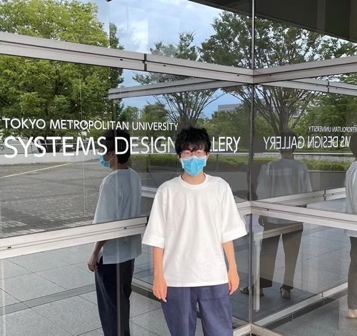 TOKYO METROPOLITAN UNIVERSITY
SYSTEMS DESIGN GALLERY